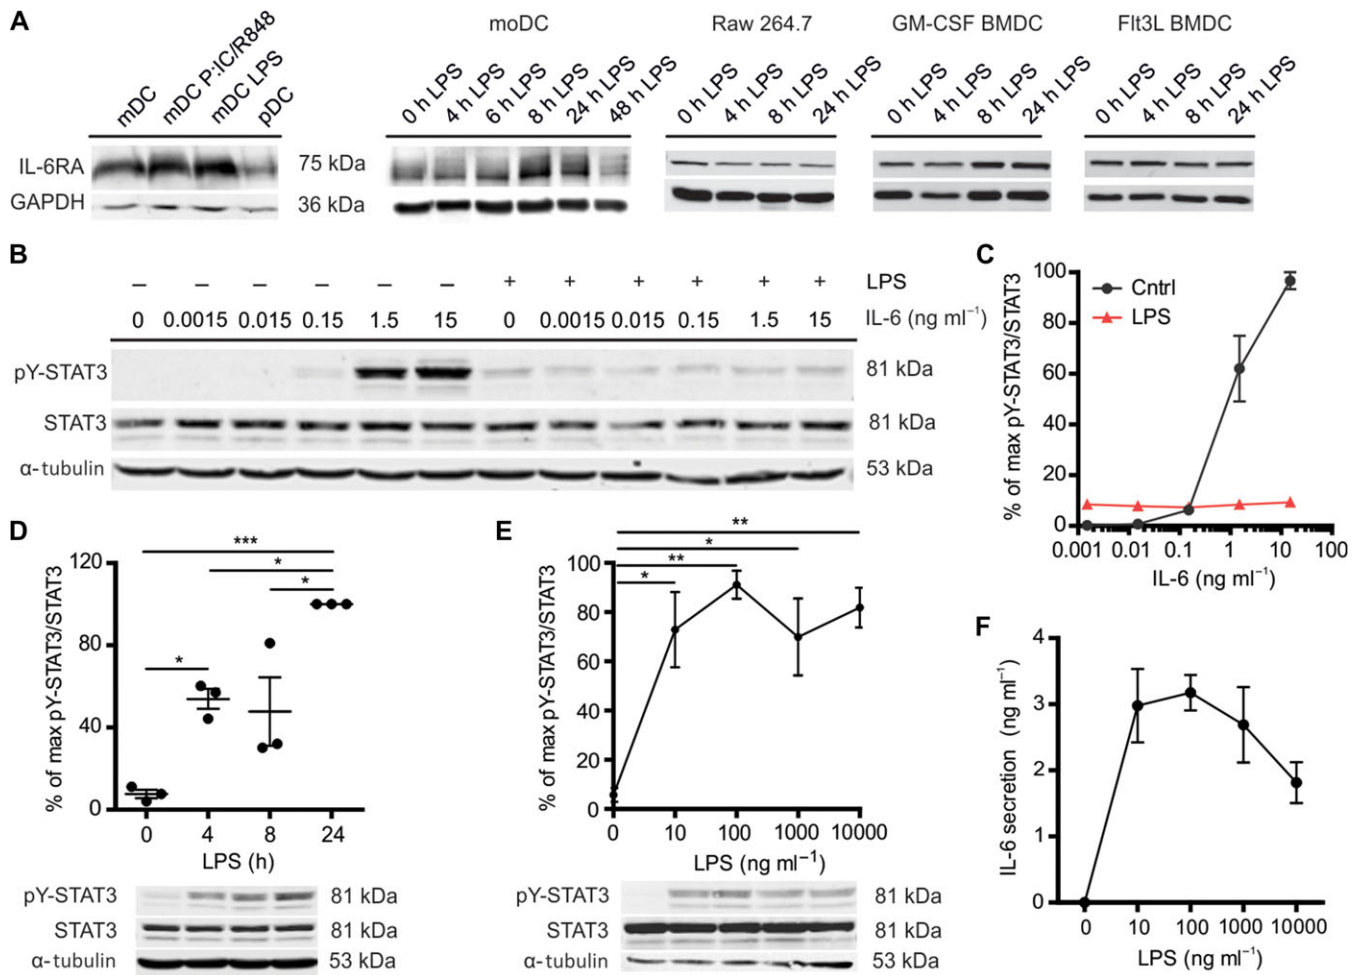 A
mDC
mDC P:IC/R848
mDC LPS
pDC
IL-6RA
GAPDH
75 kDa
36 kDa
moDC
0 h LPS
4 h LPS
6 h LPS
8 h LPS
24 h LPS
48 h LPS
Raw 264.7
0 h LPS
4 h LPS
8 h LPS
24 h LPS
GM-CSF BMDC
0 h LPS
4 h LPS
8 h LPS
24 h LPS
Flt3L BMDC
0 h LPS
4 h LPS
8 h LPS
24 h LPS
B
– – – – – – + + + + + + LPS
0 0.0015 0.015 0.15 1.5 15 0 0.0015 0.015 0.15 1.5 15 IL-6 (ng ml⁻¹)
pY-STAT3 81 kDa
STAT3 81 kDa
α-tubulin 53 kDa
C
% of max pY-STAT3/STAT3
100
80
60
40
20
0
Cntrl
LPS
0.001 0.01 0.1 1 10 100
IL-6 (ng ml⁻¹)
D
% of max pY-STAT3/STAT3
120
80
40
0
***
*
*
*
0 4 8 24
LPS (h)
pY-STAT3 81 kDa
STAT3 81 kDa
α-tubulin 53 kDa
E
% of max pY-STAT3/STAT3
100
80
60
40
20
0
**
*
**
*
0 10 100 1000 10000
LPS (ng ml⁻¹)
pY-STAT3 81 kDa
STAT3 81 kDa
α-tubulin 53 kDa
F
IL-6 secretion (ng ml⁻¹)
4
3
2
1
0
0 10 100 1000 10000
LPS (ng ml⁻¹)